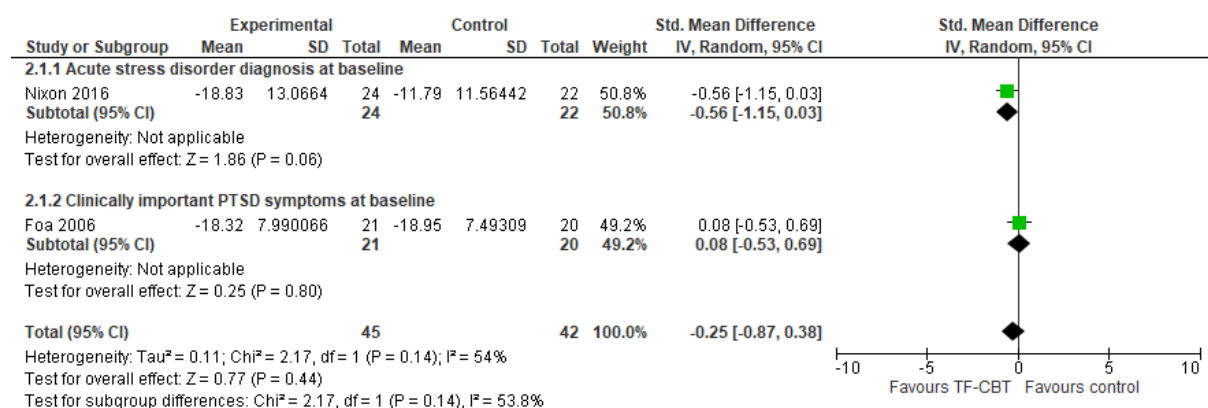 Experimental Control Std. Mean Difference Std. Mean Difference
Study or Subgroup Mean SD Total Mean SD Total Weight IV, Random, 95% CI IV, Random, 95% CI
2.1.1 Acute stress disorder diagnosis at baseline
Nixon 2016 -18.83 13.0664 24 -11.79 11.56442 22 50.8% -0.56 [-1.15, 0.03]
Subtotal (95% CI) 24 22 50.8% -0.56 [-1.15, 0.03]
Heterogeneity: Not applicable
Test for overall effect: Z = 1.86 (P = 0.06)
2.1.2 Clinically important PTSD symptoms at baseline
Foa 2006 -18.32 7.990066 21 -18.95 7.49309 20 49.2% 0.08 [-0.53, 0.69]
Subtotal (95% CI) 21 20 49.2% 0.08 [-0.53, 0.69]
Heterogeneity: Not applicable
Test for overall effect: Z = 0.25 (P = 0.80)
Total (95% CI) 45 42 100.0% -0.25 [-0.87, 0.38]
Heterogeneity: Tau² = 0.11; Chi² = 2.17, df = 1 (P = 0.14); I² = 54%
Test for overall effect: Z = 0.77 (P = 0.44)
Test for subgroup differences: Chi² = 2.17, df = 1 (P = 0.14), I² = 53.8%
-10 -5 0 5 10
Favours TF-CBT Favours control